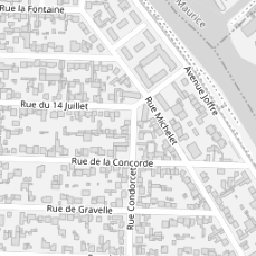 Rue la Fontaine
Maurice
Avenue Joffre
Rue du 14 Juillet
Rue Michelet
Rue de la Concorde
Rue Condorcet
Rue de Gravelle